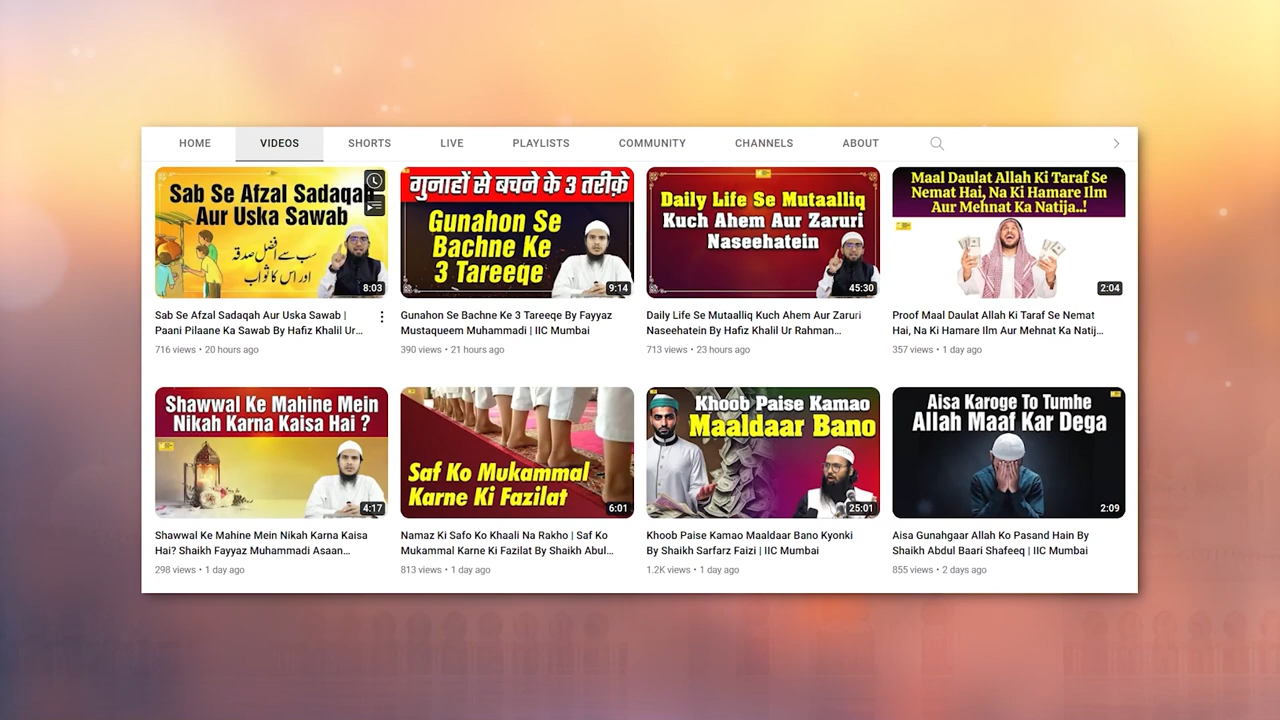 HOME VIDEOS SHORTS LIVE PLAYLISTS COMMUNITY CHANNELS ABOUT
Sab Se Afzal Sadaqah
Aur Uska Sawab
سب سے افضل صدقہ
اور اس کا ثواب
8:03
गुनाहों से बचने के 3 तरीक़े
Gunahon Se
Bachne Ke
3 Tareeqe
9:14
Daily Life Se Mutaalliq
Kuch Ahem Aur Zaruri
Naseehatein
45:30
Maal Daulat Allah Ki Taraf Se
Nemat Hai, Na Ki Hamare Ilm
Aur Mehnat Ka Natija..!
2:04
Sab Se Afzal Sadaqah Aur Uska Sawab |
Paani Pilaane Ka Sawab By Hafiz Khalil Ur...
716 views • 20 hours ago
Gunahon Se Bachne Ke 3 Tareeqe By Fayyaz
Mustaqueem Muhammadi | IIC Mumbai
390 views • 21 hours ago
Daily Life Se Mutaalliq Kuch Ahem Aur Zaruri
Naseehatein By Hafiz Khalil Ur Rahman...
713 views • 23 hours ago
Proof Maal Daulat Allah Ki Taraf Se Nemat
Hai, Na Ki Hamare Ilm Aur Mehnat Ka Natij...
357 views • 1 day ago
Shawwal Ke Mahine Mein
Nikah Karna Kaisa Hai ?
4:17
Saf Ko Mukammal
Karne Ki Fazilat
6:01
Khoob Paise Kamao
Maaldaar Bano
25:01
Aisa Karoge To Tumhe
Allah Maaf Kar Dega
2:09
Shawwal Ke Mahine Mein Nikah Karna Kaisa
Hai? Shaikh Fayyaz Muhammadi Asaan...
298 views • 1 day ago
Namaz Ki Safo Ko Khaali Na Rakho | Saf Ko
Mukammal Karne Ki Fazilat By Shaikh Abul...
813 views • 1 day ago
Khoob Paise Kamao Maaldaar Bano Kyonki
By Shaikh Sarfarz Faizi | IIC Mumbai
1.2K views • 1 day ago
Aisa Gunahgaar Allah Ko Pasand Hain By
Shaikh Abdul Baari Shafeeq | IIC Mumbai
855 views • 2 days ago